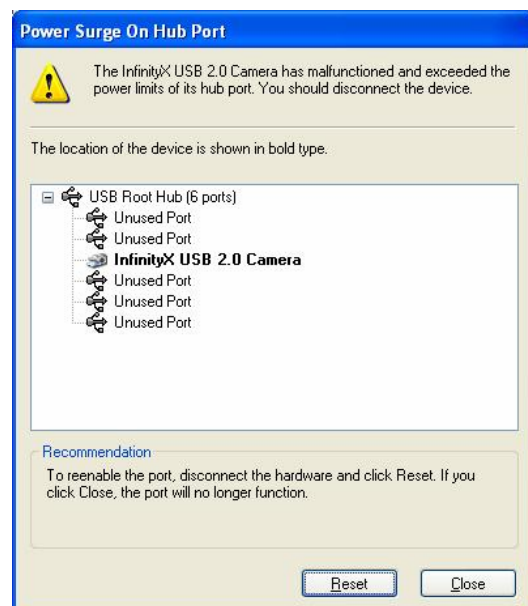 Power Surge On Hub Port
The InfinityX USB 2.0 Camera has malfunctioned and exceeded the
power limits of its hub port. You should disconnect the device.
The location of the device is shown in bold type.
USB Root Hub (6 ports)
Unused Port
Unused Port
InfinityX USB 2.0 Camera
Unused Port
Unused Port
Unused Port
Recommendation
To reenable the port, disconnect the hardware and click Reset. If you
click Close, the port will no longer function.
Reset
Close